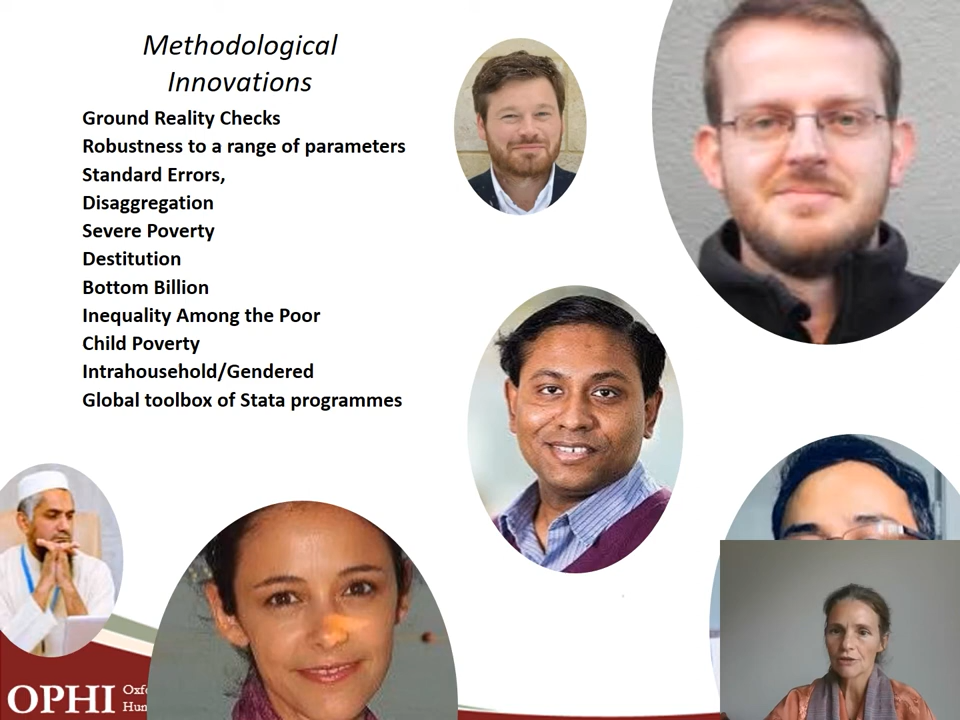 Methodological
Innovations
Ground Reality Checks
Robustness to a range of parameters
Standard Errors,
Disaggregation
Severe Poverty
Destitution
Bottom Billion
Inequality Among the Poor
Child Poverty
Intrahousehold/Gendered
Global toolbox of Stata programmes
OPHI